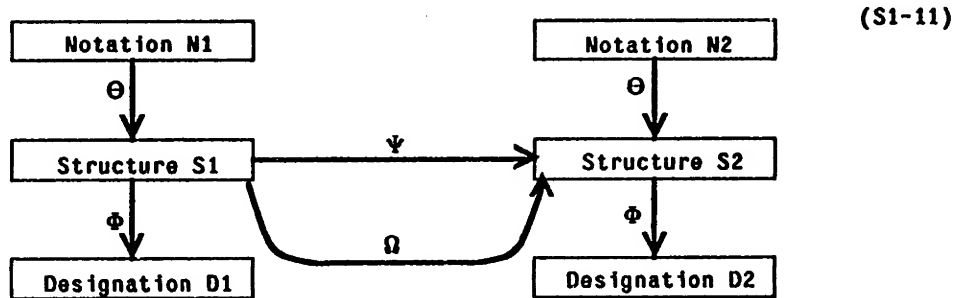 (S1-11)
Notation N1 Notation N2
Θ Θ
Ψ
Structure S1 Structure S2
Φ Φ
Ω
Designation D1 Designation D2